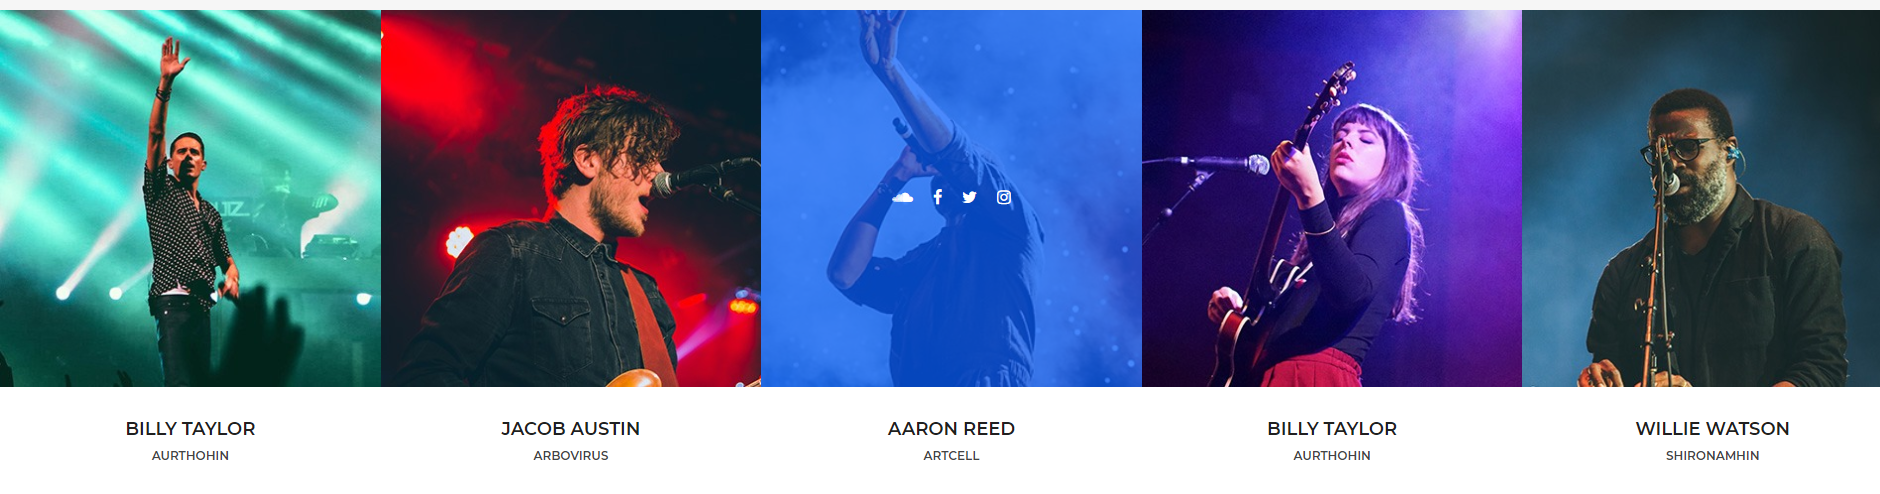 BILLY TAYLOR
AURTHOHIN
JACOB AUSTIN
ARBOVIRUS
AARON REED
ARTCELL
BILLY TAYLOR
AURTHOHIN
WILLIE WATSON
SHIRONAMHIN